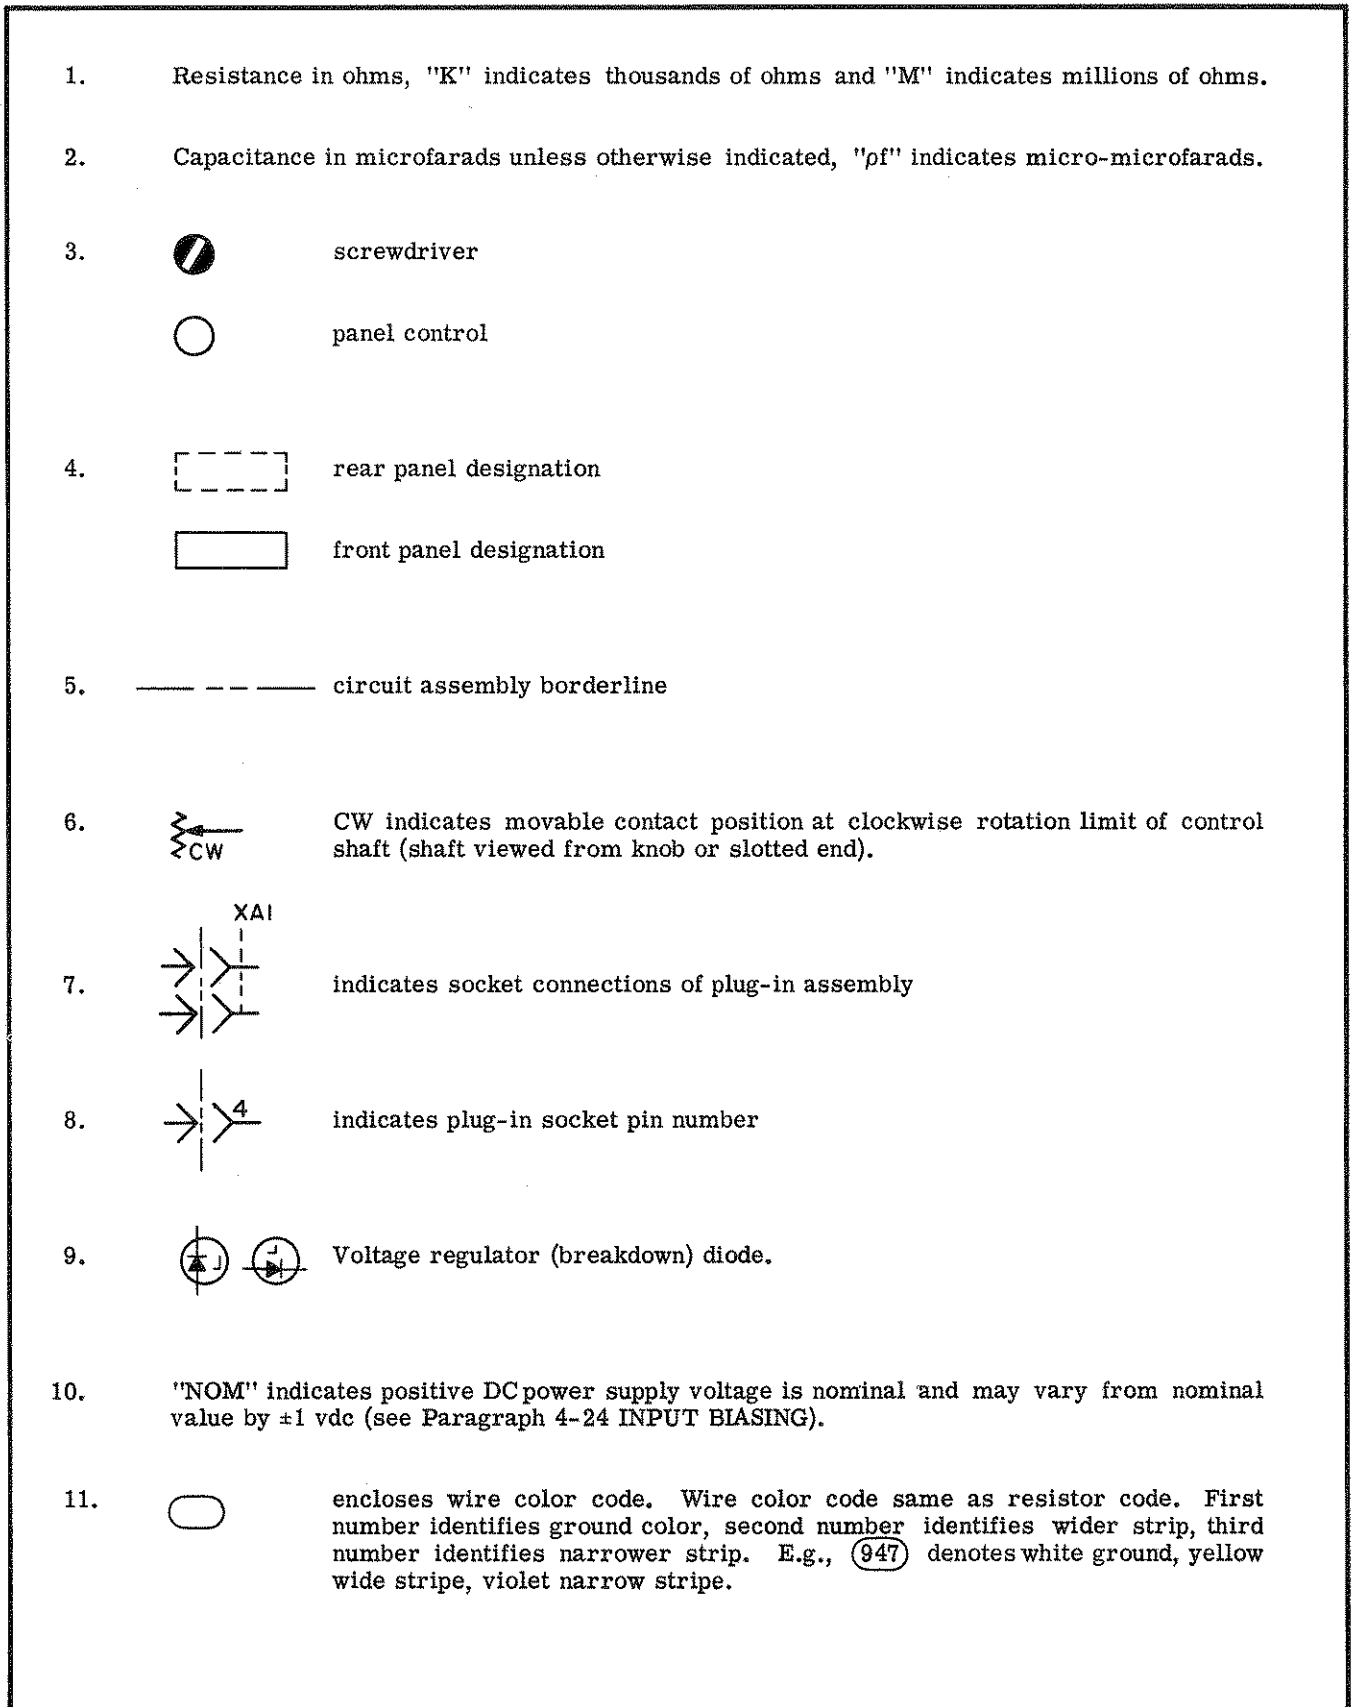 1. Resistance in ohms, "K" indicates thousands of ohms and "M" indicates millions of ohms.
2. Capacitance in microfarads unless otherwise indicated, "pf" indicates micro-microfarads.
3. screwdriver
panel control
4. rear panel designation
front panel designation
5. circuit assembly borderline
6. CW indicates movable contact position at clockwise rotation limit of control
CW shaft (shaft viewed from knob or slotted end).
XA1
7. indicates socket connections of plug-in assembly
8. 4 indicates plug-in socket pin number
9. Voltage regulator (breakdown) diode.
10. "NOM" indicates positive DC power supply voltage is nominal and may vary from nominal
value by ±1 vdc (see Paragraph 4-24 INPUT BIASING).
11. encloses wire color code. Wire color code same as resistor code. First
number identifies ground color, second number identifies wider strip, third
number identifies narrower strip. E.g., 947 denotes white ground, yellow
wide stripe, violet narrow stripe.